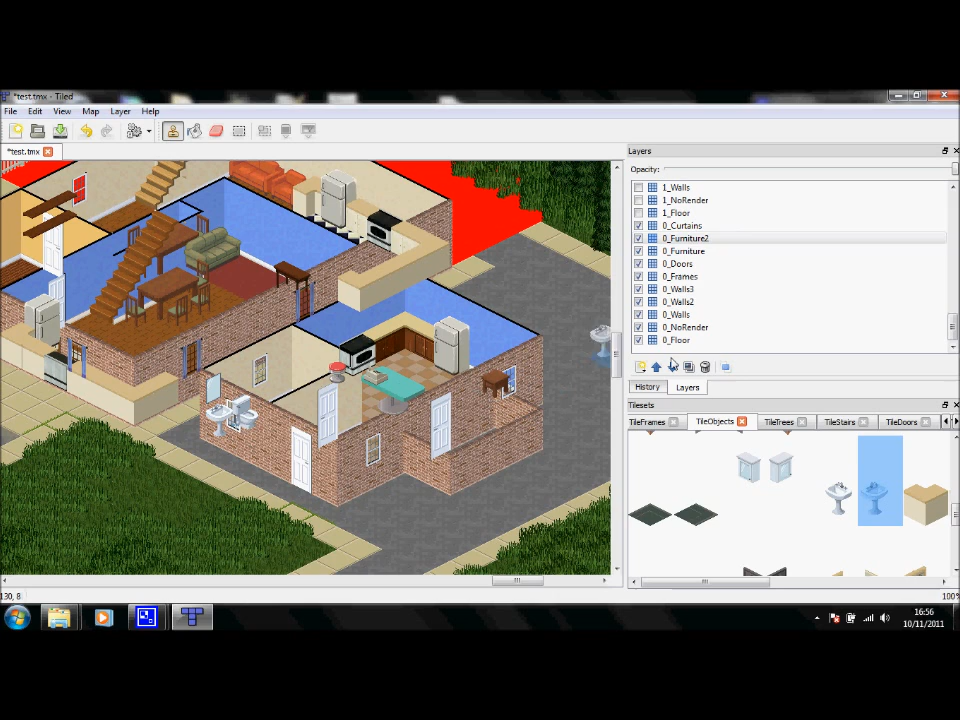 *test.tmx - Tiled
File Edit View Map Layer Help
*test.tmx
Layers
Opacity:
1_Walls
1_NoRender
1_Floor
0_Curtains
0_Furniture2
0_Furniture
0_Doors
0_Frames
0_Walls3
0_Walls2
0_Walls
0_NoRender
0_Floor
History Layers
Tilesets
TileFrames TileObjects TileTrees TileStairs TileDoors
130, 8 100%
16:56
10/11/2011